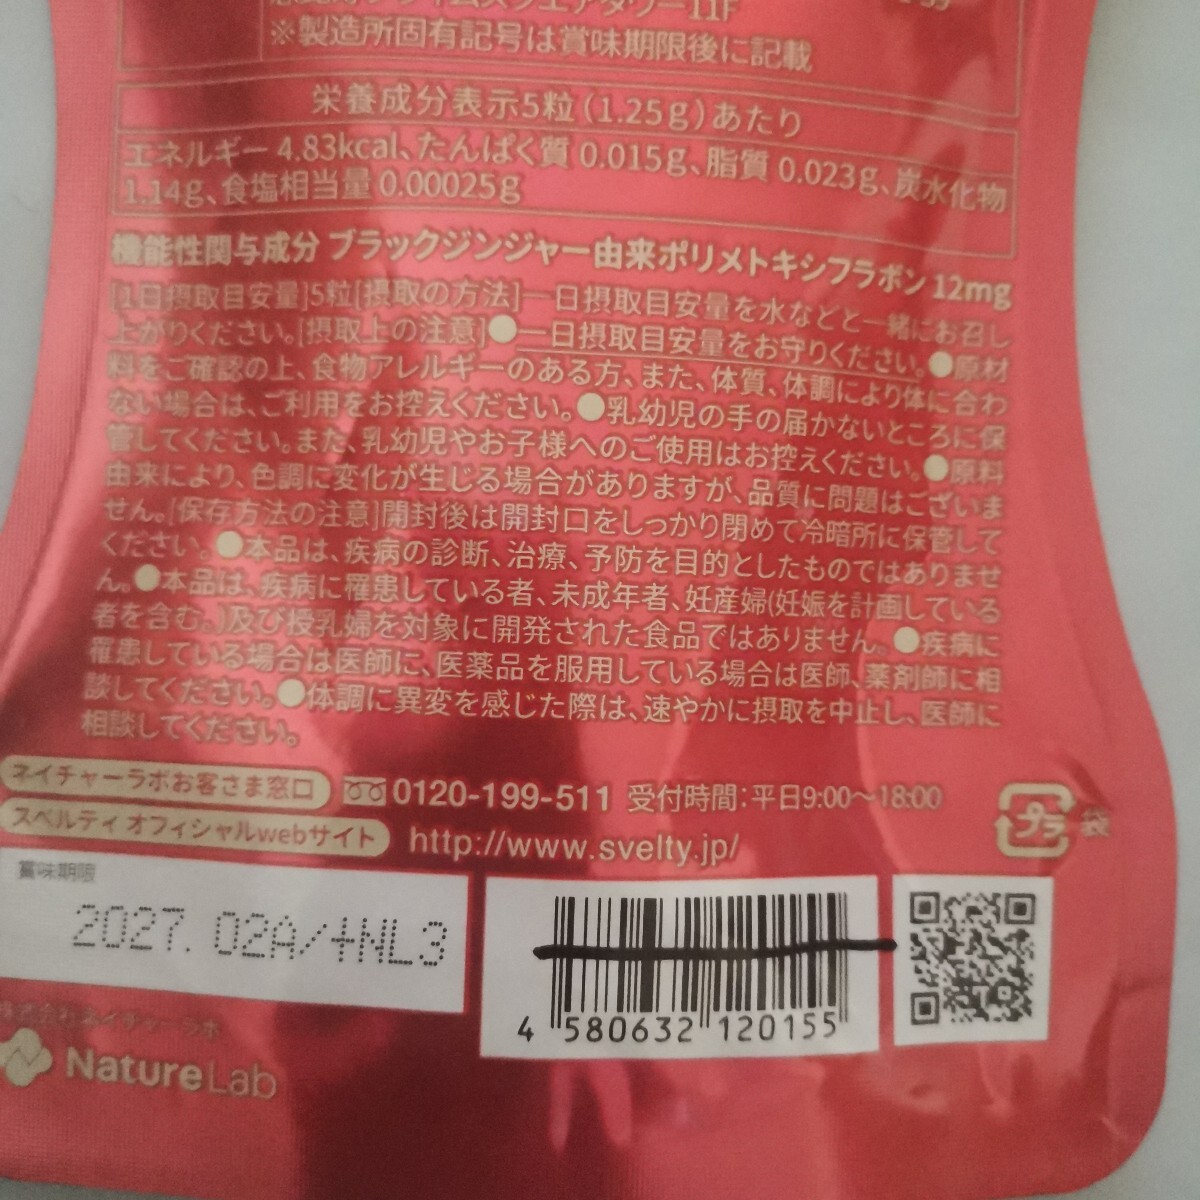 ※製造所固有記号は賞味期限後に記載
栄養成分表示5粒(1.25g)あたり
エネルギー 4.83kcal、たんぱく質 0.015g、脂質 0.023g、炭水化物
1.14g、食塩相当量 0.00025g
機能性関与成分 ブラックジンジャー由来ポリメトキシフラボン 12mg
[1日摂取目安量]5粒[摂取の方法]一日摂取目安量を水などと一緒にお召し
上がりください。[摂取上の注意]●一日摂取目安量をお守りください。●原材
料をご確認の上、食物アレルギーのある方、また、体質、体調により体に合わ
ない場合は、ご利用をお控えください。●乳幼児の手の届かないところに保
管してください。また、乳幼児やお子様へのご使用はお控えください。●原料
由来により、色調に変化が生じる場合がありますが、品質に問題はございま
せん。[保存方法の注意]開封後は開封口をしっかり閉めて冷暗所に保管して
ください。●本品は、疾病の診断、治療、予防を目的としたものではありませ
ん。●本品は、疾病に罹患している者、未成年者、妊産婦(妊娠を計画している
者を含む。)及び授乳婦を対象に開発された食品ではありません。●疾病に
罹患している場合は医師に、医薬品を服用している場合は医師、薬剤師に相
談してください。●体調に異変を感じた際は、速やかに摂取を中止し、医師に
相談してください。
ネイチャーラボお客さま窓口 0120-199-511 受付時間:平日9:00～18:00
スベルティ オフィシャルwebサイト http://www.svelty.jp/
プラ 袋
賞味期限
2027.02A/+NL3
4 580632 120155
株式会社ネイチャーラボ
NatureLab